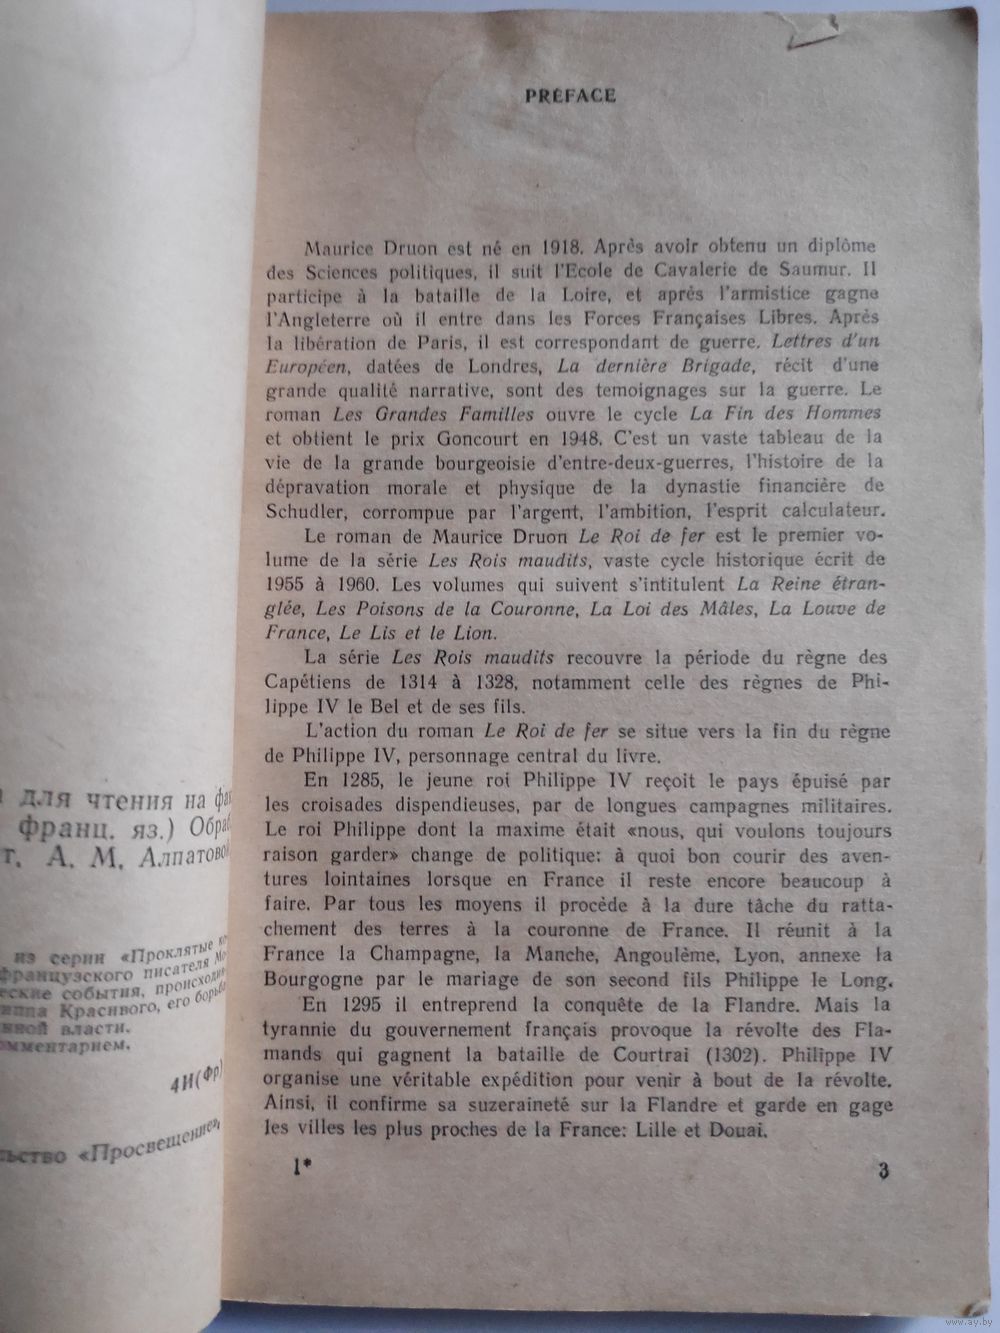 для чтения на
франц. яз.) Обраб
А. М. Алпатовой
из серии «Проклятые
французского писателя
события,
Красивого, его борьба
власти.
4И(Фр)
«Просвещение»,
PRÉFACE
Maurice Druon est né en 1918. Après avoir obtenu un diplôme
des Sciences politiques, il suit l'Ecole de Cavalerie de Saumur. Il
participe à la bataille de la Loire, et après l'armistice gagne
l'Angleterre où il entre dans les Forces Françaises Libres. Après
la libération de Paris, il est correspondant de guerre. Lettres d'un
Européen, datées de Londres, La dernière Brigade, récit d'une
grande qualité narrative, sont des temoignages sur la guerre. Le
roman Les Grandes Familles ouvre le cycle La Fin des Hommes
et obtient le prix Goncourt en 1948. C'est un vaste tableau de la
vie de la grande bourgeoisie d'entre-deux-guerres, l'histoire de la
dépravation morale et physique de la dynastie financière de
Schudler, corrompue par l'argent, l'ambition, l'esprit calculateur.
Le roman de Maurice Druon Le Roi de fer est le premier vo-
lume de la série Les Rois maudits, vaste cycle historique écrit de
1955 à 1960. Les volumes qui suivent s'intitulent La Reine étran-
glée, Les Poisons de la Couronne, La Loi des Mâles, La Louve de
France, Le Lis et le Lion.
La série Les Rois maudits recouvre la période du règne des
Capétiens de 1314 à 1328, notamment celle des règnes de Phi-
lippe IV le Bel et de ses fils.
L'action du roman Le Roi de fer se situe vers la fin du règne
de Philippe IV, personnage central du livre.
En 1285, le jeune roi Philippe IV reçoit le pays épuisé par
les croisades dispendieuses, par de longues campagnes militaires.
Le roi Philippe dont la maxime était «nous, qui voulons toujours
raison garder» change de politique: à quoi bon courir des aven-
tures lointaines lorsque en France il reste encore beaucoup à
faire. Par tous les moyens il procède à la dure tâche du ratta-
chement des terres à la couronne de France. Il réunit à la
France la Champagne, la Manche, Angoulème, Lyon, annexe la
Bourgogne par le mariage de son second fils Philippe le Long.
En 1295 il entreprend la conquête de la Flandre. Mais la
tyrannie du gouvernement français provoque la révolte des Fla-
mands qui gagnent la bataille de Courtrai (1302). Philippe IV
organise une véritable expédition pour venir à bout de la révolte.
Ainsi, il confirme sa suzeraineté sur la Flandre et garde en gage
les villes les plus proches de la France: Lille et Douai.
1*
3
www.ay.by